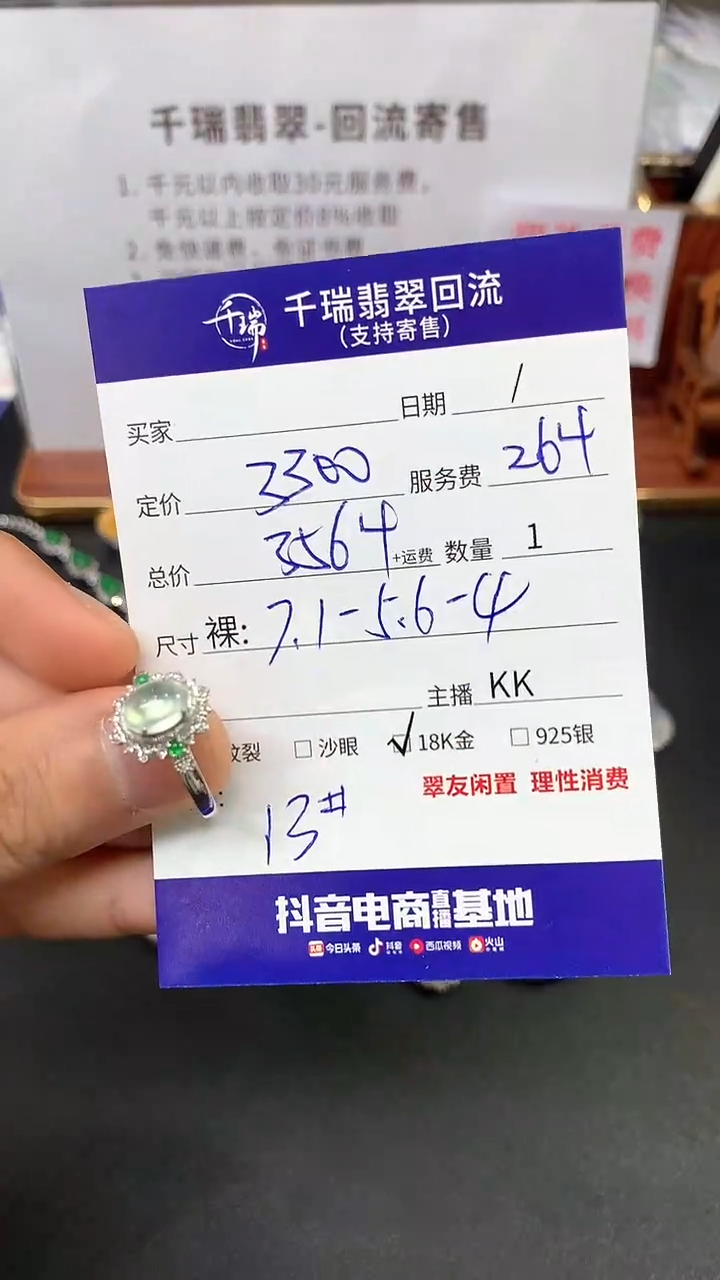 千瑞翡翠-回流寄售
1. 千元以内收取30元服务费，
千元以上按定价8%收取
2. 免快递费，免证书费
千瑞
千瑞翡翠回流
(支持寄售)
买家 日期 /
定价 3300 服务费 264
总价 3564 +运费 数量 1
尺寸 裸: 7.1-5.6-4
主播 KK
纹裂 □ 沙眼 ☑ 18K金 □ 925银
翠友闲置 理性消费
: 13#
抖音电商直播基地
头条 今日头条 抖音 西瓜视频 火山